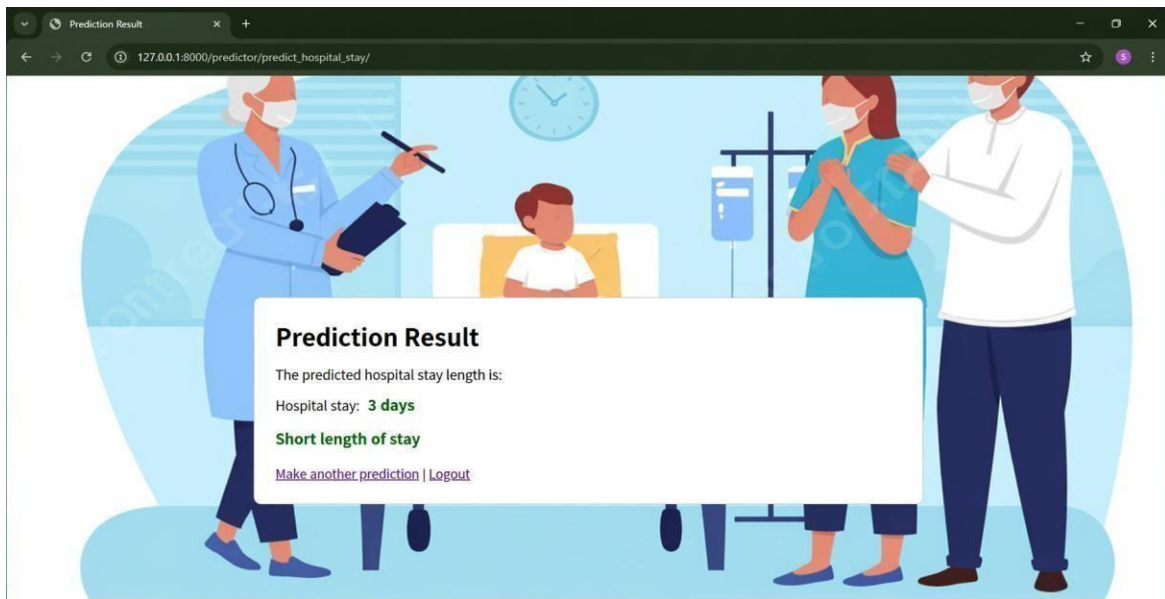 Prediction Result
127.0.0.1:8000/predictor/predict_hospital_stay/
S
Prediction Result
The predicted hospital stay length is:
Hospital stay: 3 days
Short length of stay
Make another prediction | Logout